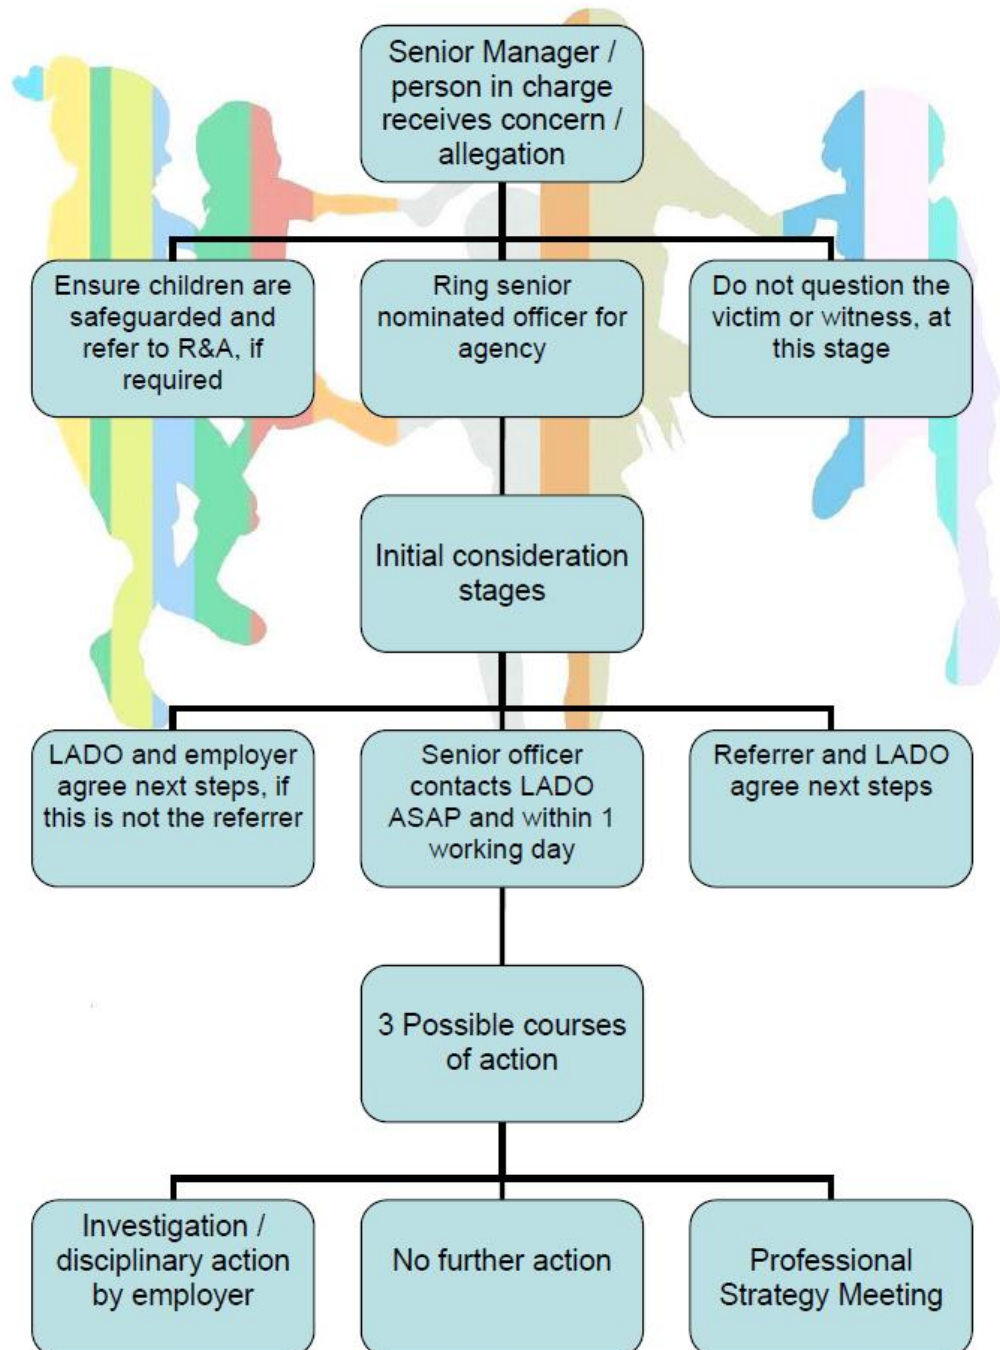 Senior Manager /
person in charge
receives concern /
allegation
Ensure children are
safeguarded and
refer to R&A, if
required
Ring senior
nominated officer for
agency
Do not question the
victim or witness, at
this stage
Initial consideration
stages
LADO and employer
agree next steps, if
this is not the referrer
Senior officer
contacts LADO
ASAP and within 1
working day
Referrer and LADO
agree next steps
3 Possible courses
of action
Investigation /
disciplinary action
by employer
No further action
Professional
Strategy Meeting